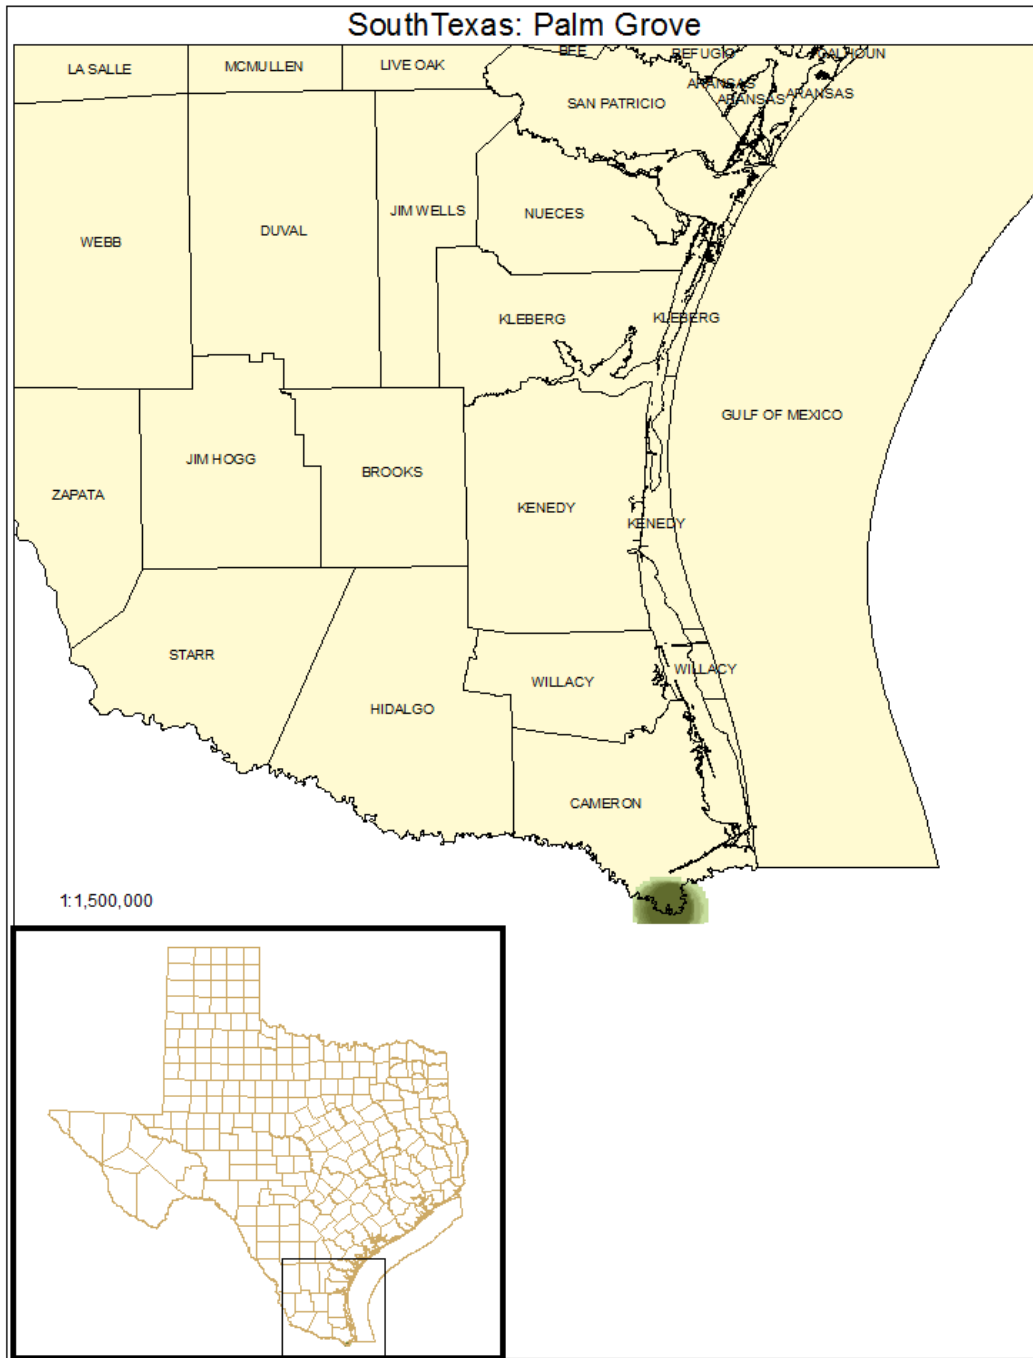 SouthTexas: Palm Grove
LA SALLE
MCMULLEN
LIVE OAK
BEE
REFUGIO
CALHOUN
ARANSAS
ARANSAS
ARANSAS
SAN PATRICIO
JIM WELLS
NUECES
WEBB
DUVAL
KLEBERG
KLEBERG
GULF OF MEXICO
JIM HOGG
BROOKS
ZAPATA
KENEDY
KENEDY
STARR
WILLACY
WILLACY
HIDALGO
CAMERON
1:1,500,000